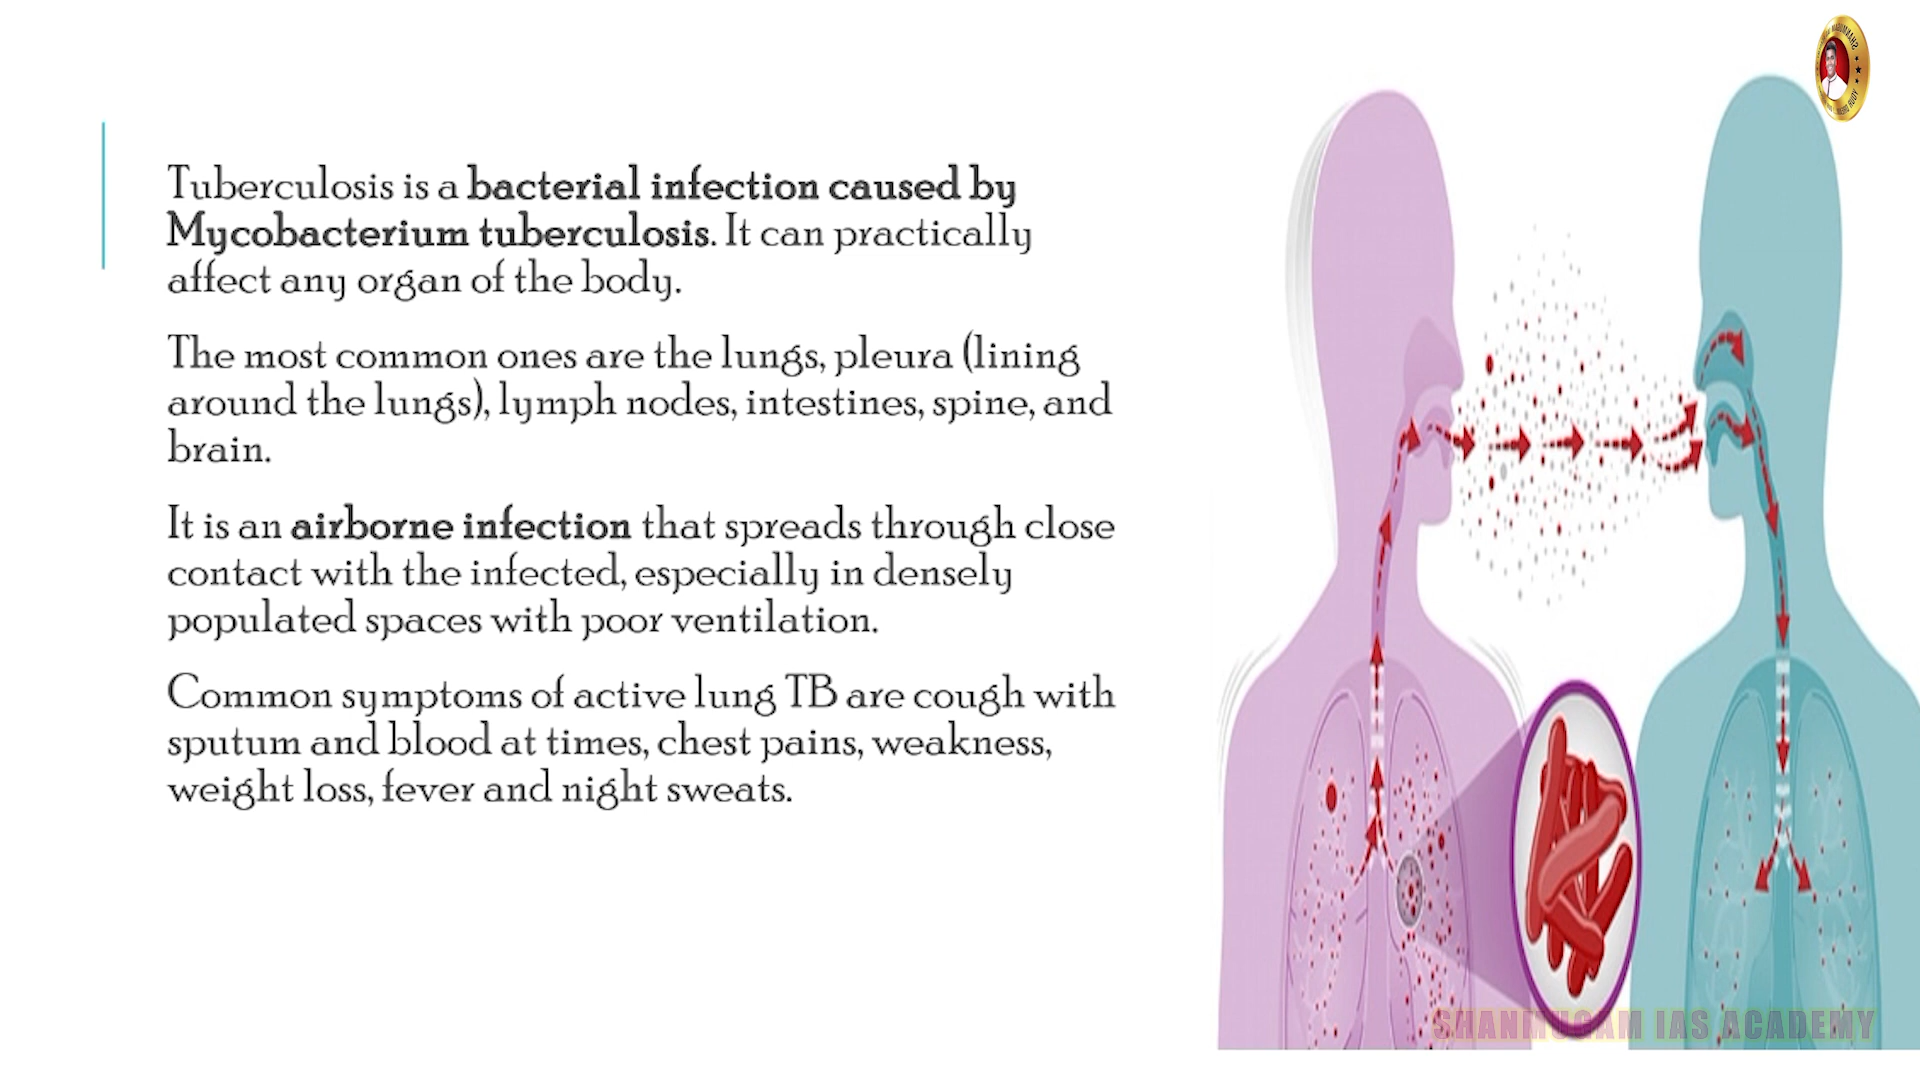 Tuberculosis is a bacterial infection caused by
Mycobacterium tuberculosis. It can practically
affect any organ of the body.
The most common ones are the lungs, pleura (lining
around the lungs), lymph nodes, intestines, spine, and
brain.
It is an airborne infection that spreads through close
contact with the infected, especially in densely
populated spaces with poor ventilation.
Common symptoms of active lung TB are cough with
sputum and blood at times, chest pains, weakness,
weight loss, fever and night sweats.
SHANMUGAM IAS ACADEMY